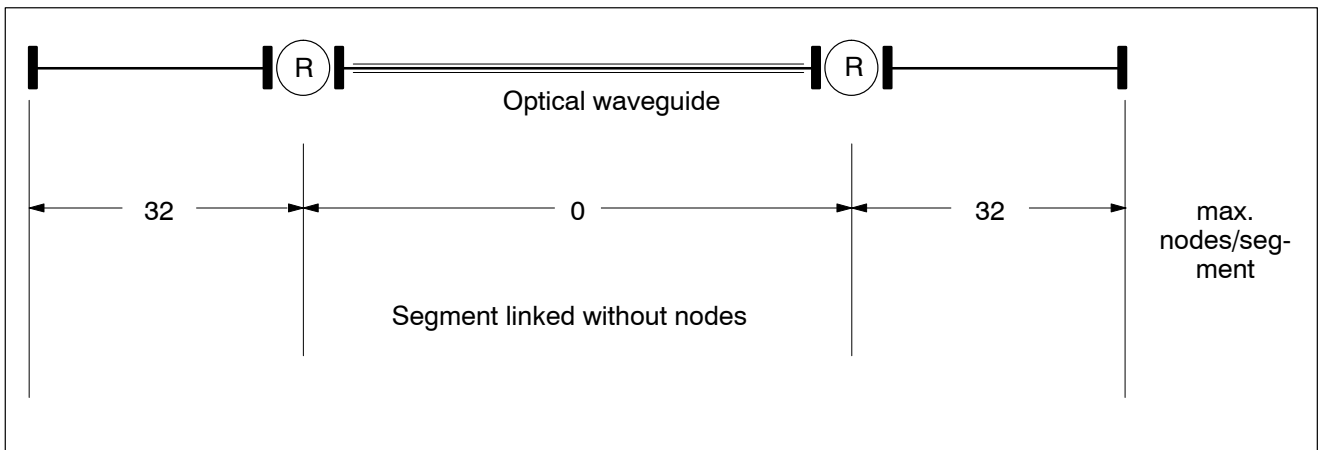 R
R
Optical waveguide
32
0
32
max.
nodes/seg-
ment
Segment linked without nodes